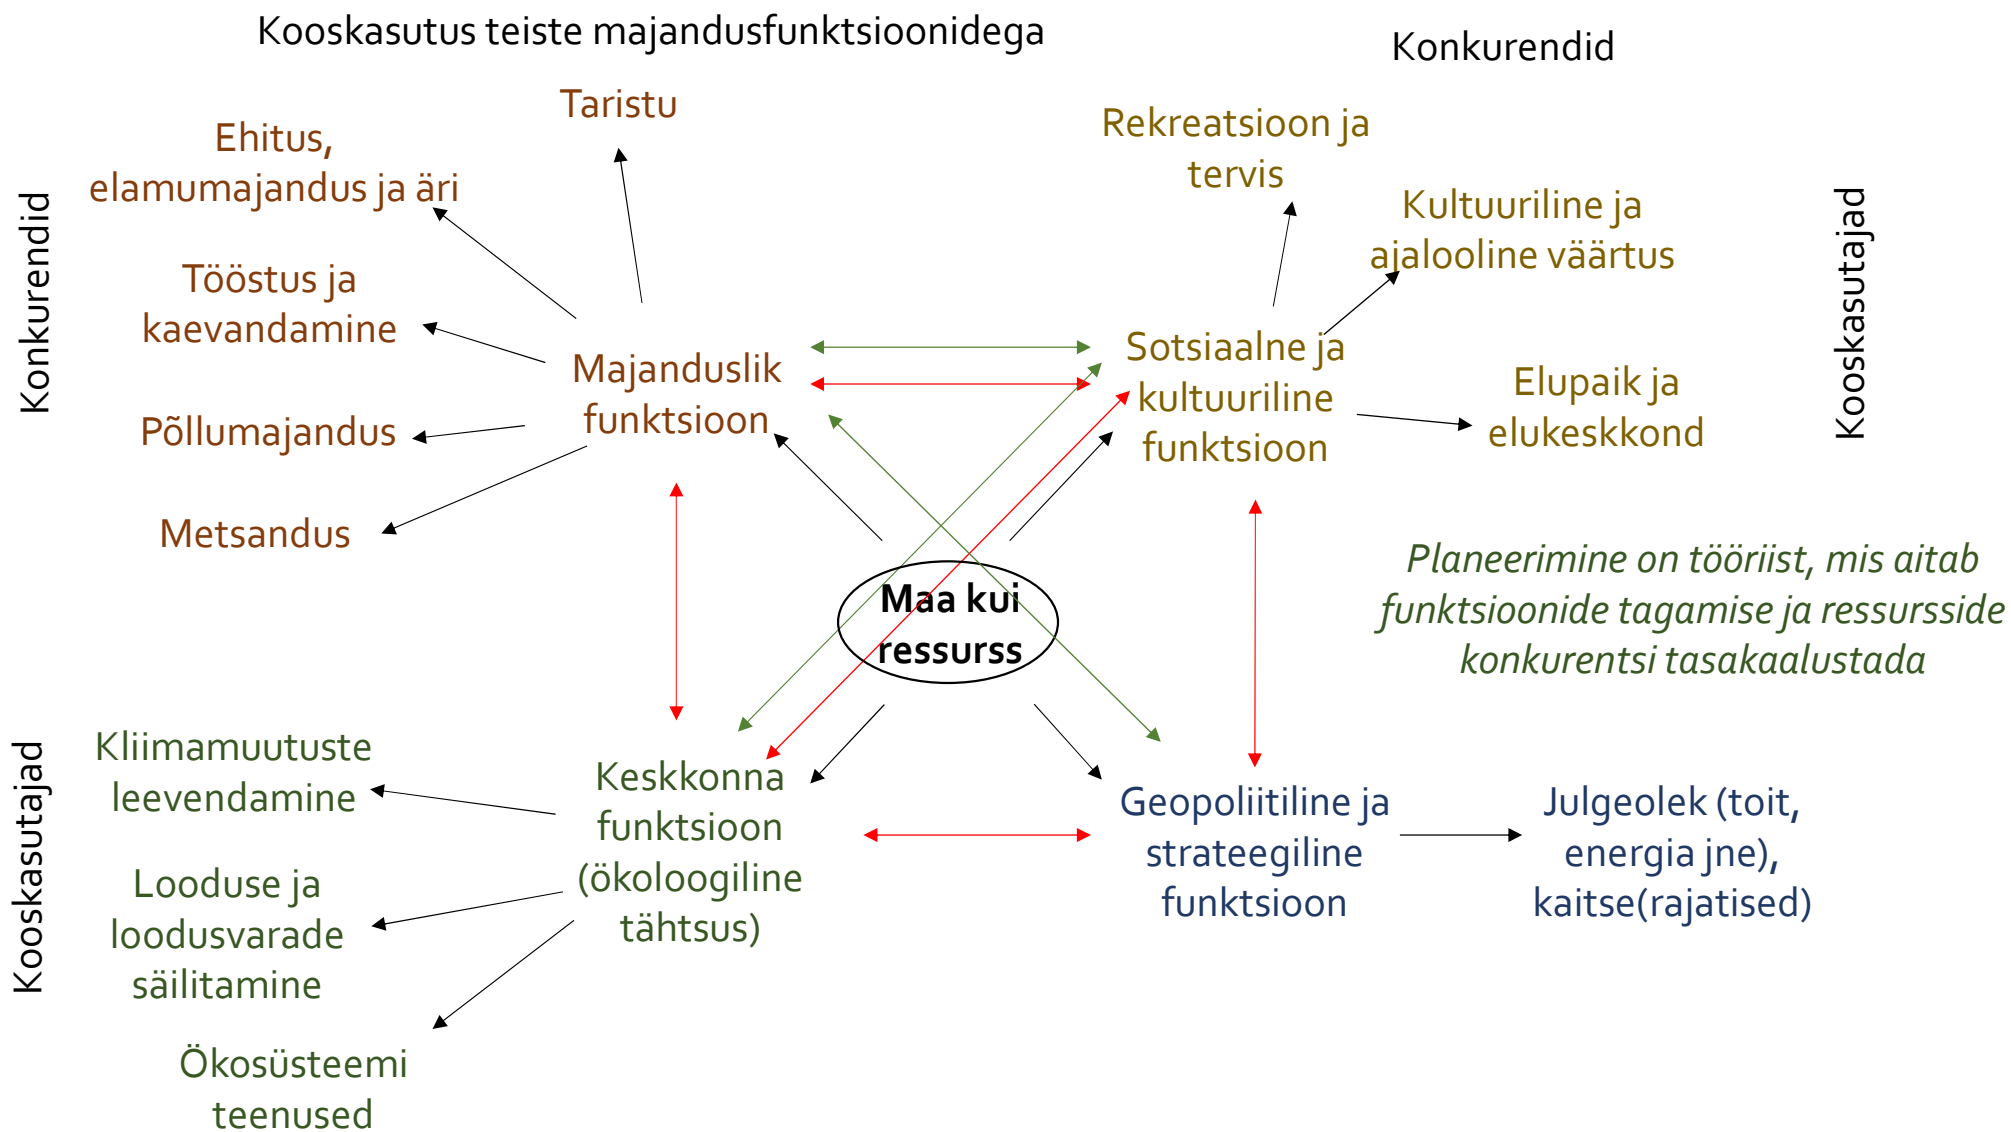 Kooskasutus teiste majandusfunktsioonidega
Konkurendid
Taristu
Ehitus,
elamumajandus ja äri
Konkurendid
Tööstus ja
kaevandamine
Põllumajandus
Metsandus
Majanduslik
funktsioon
Rekreatsioon ja
tervis
Kultuuriline ja
ajalooline väärtus
Kooskasutajad
Sotsiaalne ja
kultuuriline
funktsioon
Elupaik ja
elukeskkond
Maa kui
ressurss
Planeerimine on tööriist, mis aitab
funktsioonide tagamise ja ressursside
konkurentsi tasakaalustada
Kooskasutajad
Kliimamuutuste
leevendamine
Looduse ja
loodusvarade
säilitamine
Ökosüsteemi
teenused
Keskkonna
funktsioon
(ökoloogiline
tähtsus)
Geopoliitiline ja
strateegiline
funktsioon
Julgeolek (toit,
energia jne),
kaitse(rajatised)